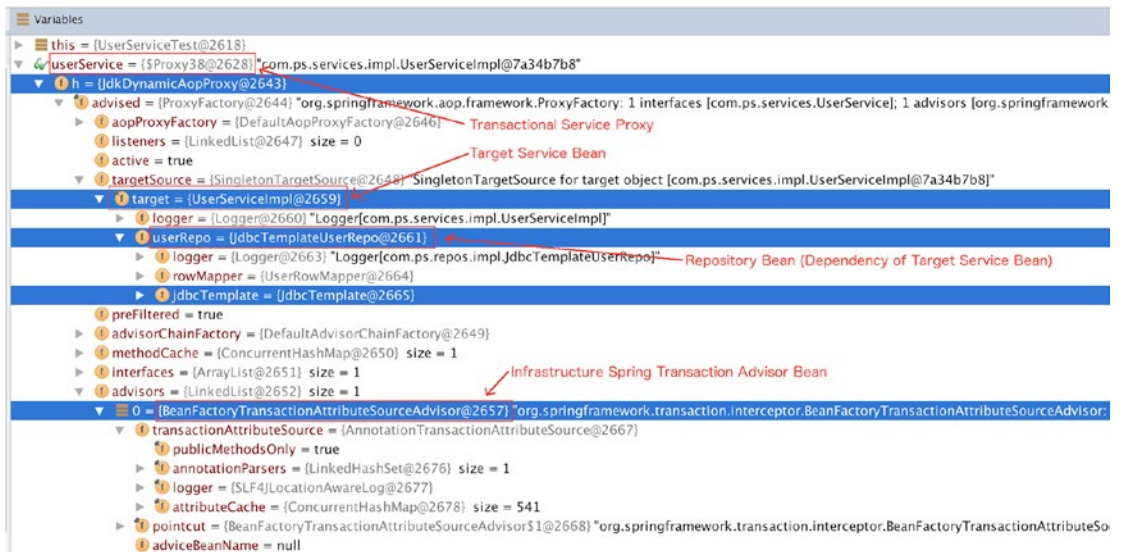 Variables
this = {UserServiceTest@2618}
userService = {$Proxy38@2628} "com.ps.services.impl.UserServiceImpl@7a34b7b8"
h = {JdkDynamicAopProxy@2643}
advised = {ProxyFactory@2644} "org.springframework.aop.framework.ProxyFactory: 1 interfaces [com.ps.services.UserService]; 1 advisors [org.springframework.
aopProxyFactory = {DefaultAopProxyFactory@2646}
Transactional Service Proxy
listeners = {LinkedList@2647} size = 0
active = true
Target Service Bean
targetSource = {SingletonTargetSource@2648} "SingletonTargetSource for target object [com.ps.services.impl.UserServiceImpl@7a34b7b8]"
target = {UserServiceImpl@2659}
logger = {Logger@2660} "Logger[com.ps.services.impl.UserServiceImpl]"
userRepo = {JdbcTemplateUserRepo@2661}
logger = {Logger@2663} "Logger[com.ps.repos.impl.JdbcTemplateUserRepo]"
Repository Bean (Dependency of Target Service Bean)
rowMapper = {UserRowMapper@2664}
jdbcTemplate = {JdbcTemplate@2665}
preFiltered = true
advisorChainFactory = {DefaultAdvisorChainFactory@2649}
methodCache = {ConcurrentHashMap@2650} size = 1
interfaces = {ArrayList@2651} size = 1
Infrastructure Spring Transaction Advisor Bean
advisors = {LinkedList@2652} size = 1
0 = {BeanFactoryTransactionAttributeSourceAdvisor@2657} "org.springframework.transaction.interceptor.BeanFactoryTransactionAttributeSourceAdvisor:
transactionAttributeSource = {AnnotationTransactionAttributeSource@2667}
publicMethodsOnly = true
annotationParsers = {LinkedHashSet@2676} size = 1
logger = {SLF4JLocationAwareLog@2677}
attributeCache = {ConcurrentHashMap@2678} size = 541
pointcut = {BeanFactoryTransactionAttributeSourceAdvisor$1@2668} "org.springframework.transaction.interceptor.BeanFactoryTransactionAttributeSo
adviceBeanName = null